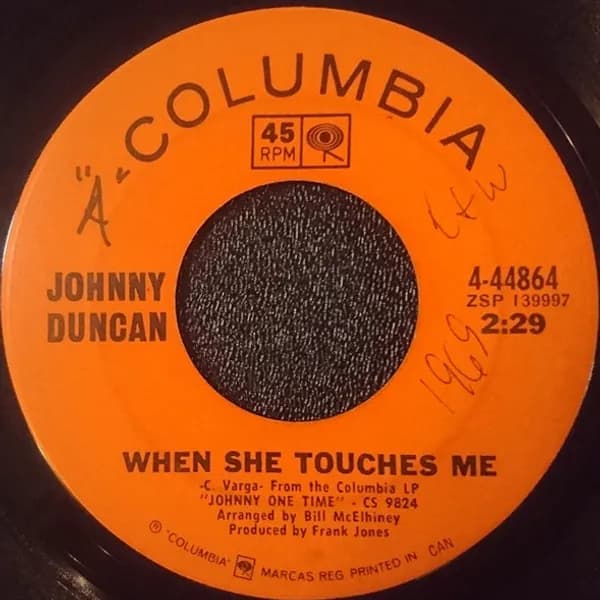 COLUMBIA
45
RPM
"A"
C+W
JOHNNY
DUNCAN
4-44864
ZSP 139997
2:29
1969
WHEN SHE TOUCHES ME
-C. Varga- From the Columbia LP
"JOHNNY ONE TIME" - CS 9824
Arranged by Bill McElhiney
Produced by Frank Jones
℗ "COLUMBIA" MARCAS REG. PRINTED IN CAN